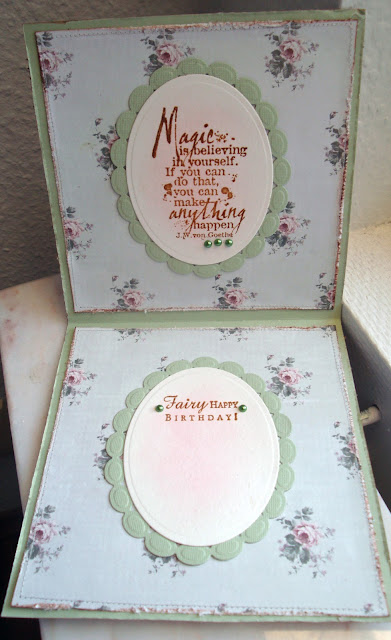 Magic
is believing
in yourself.
If you can
do that,
you can
make
anything
happen
J.W.von Goethe
Fairy Happy
Birthday!